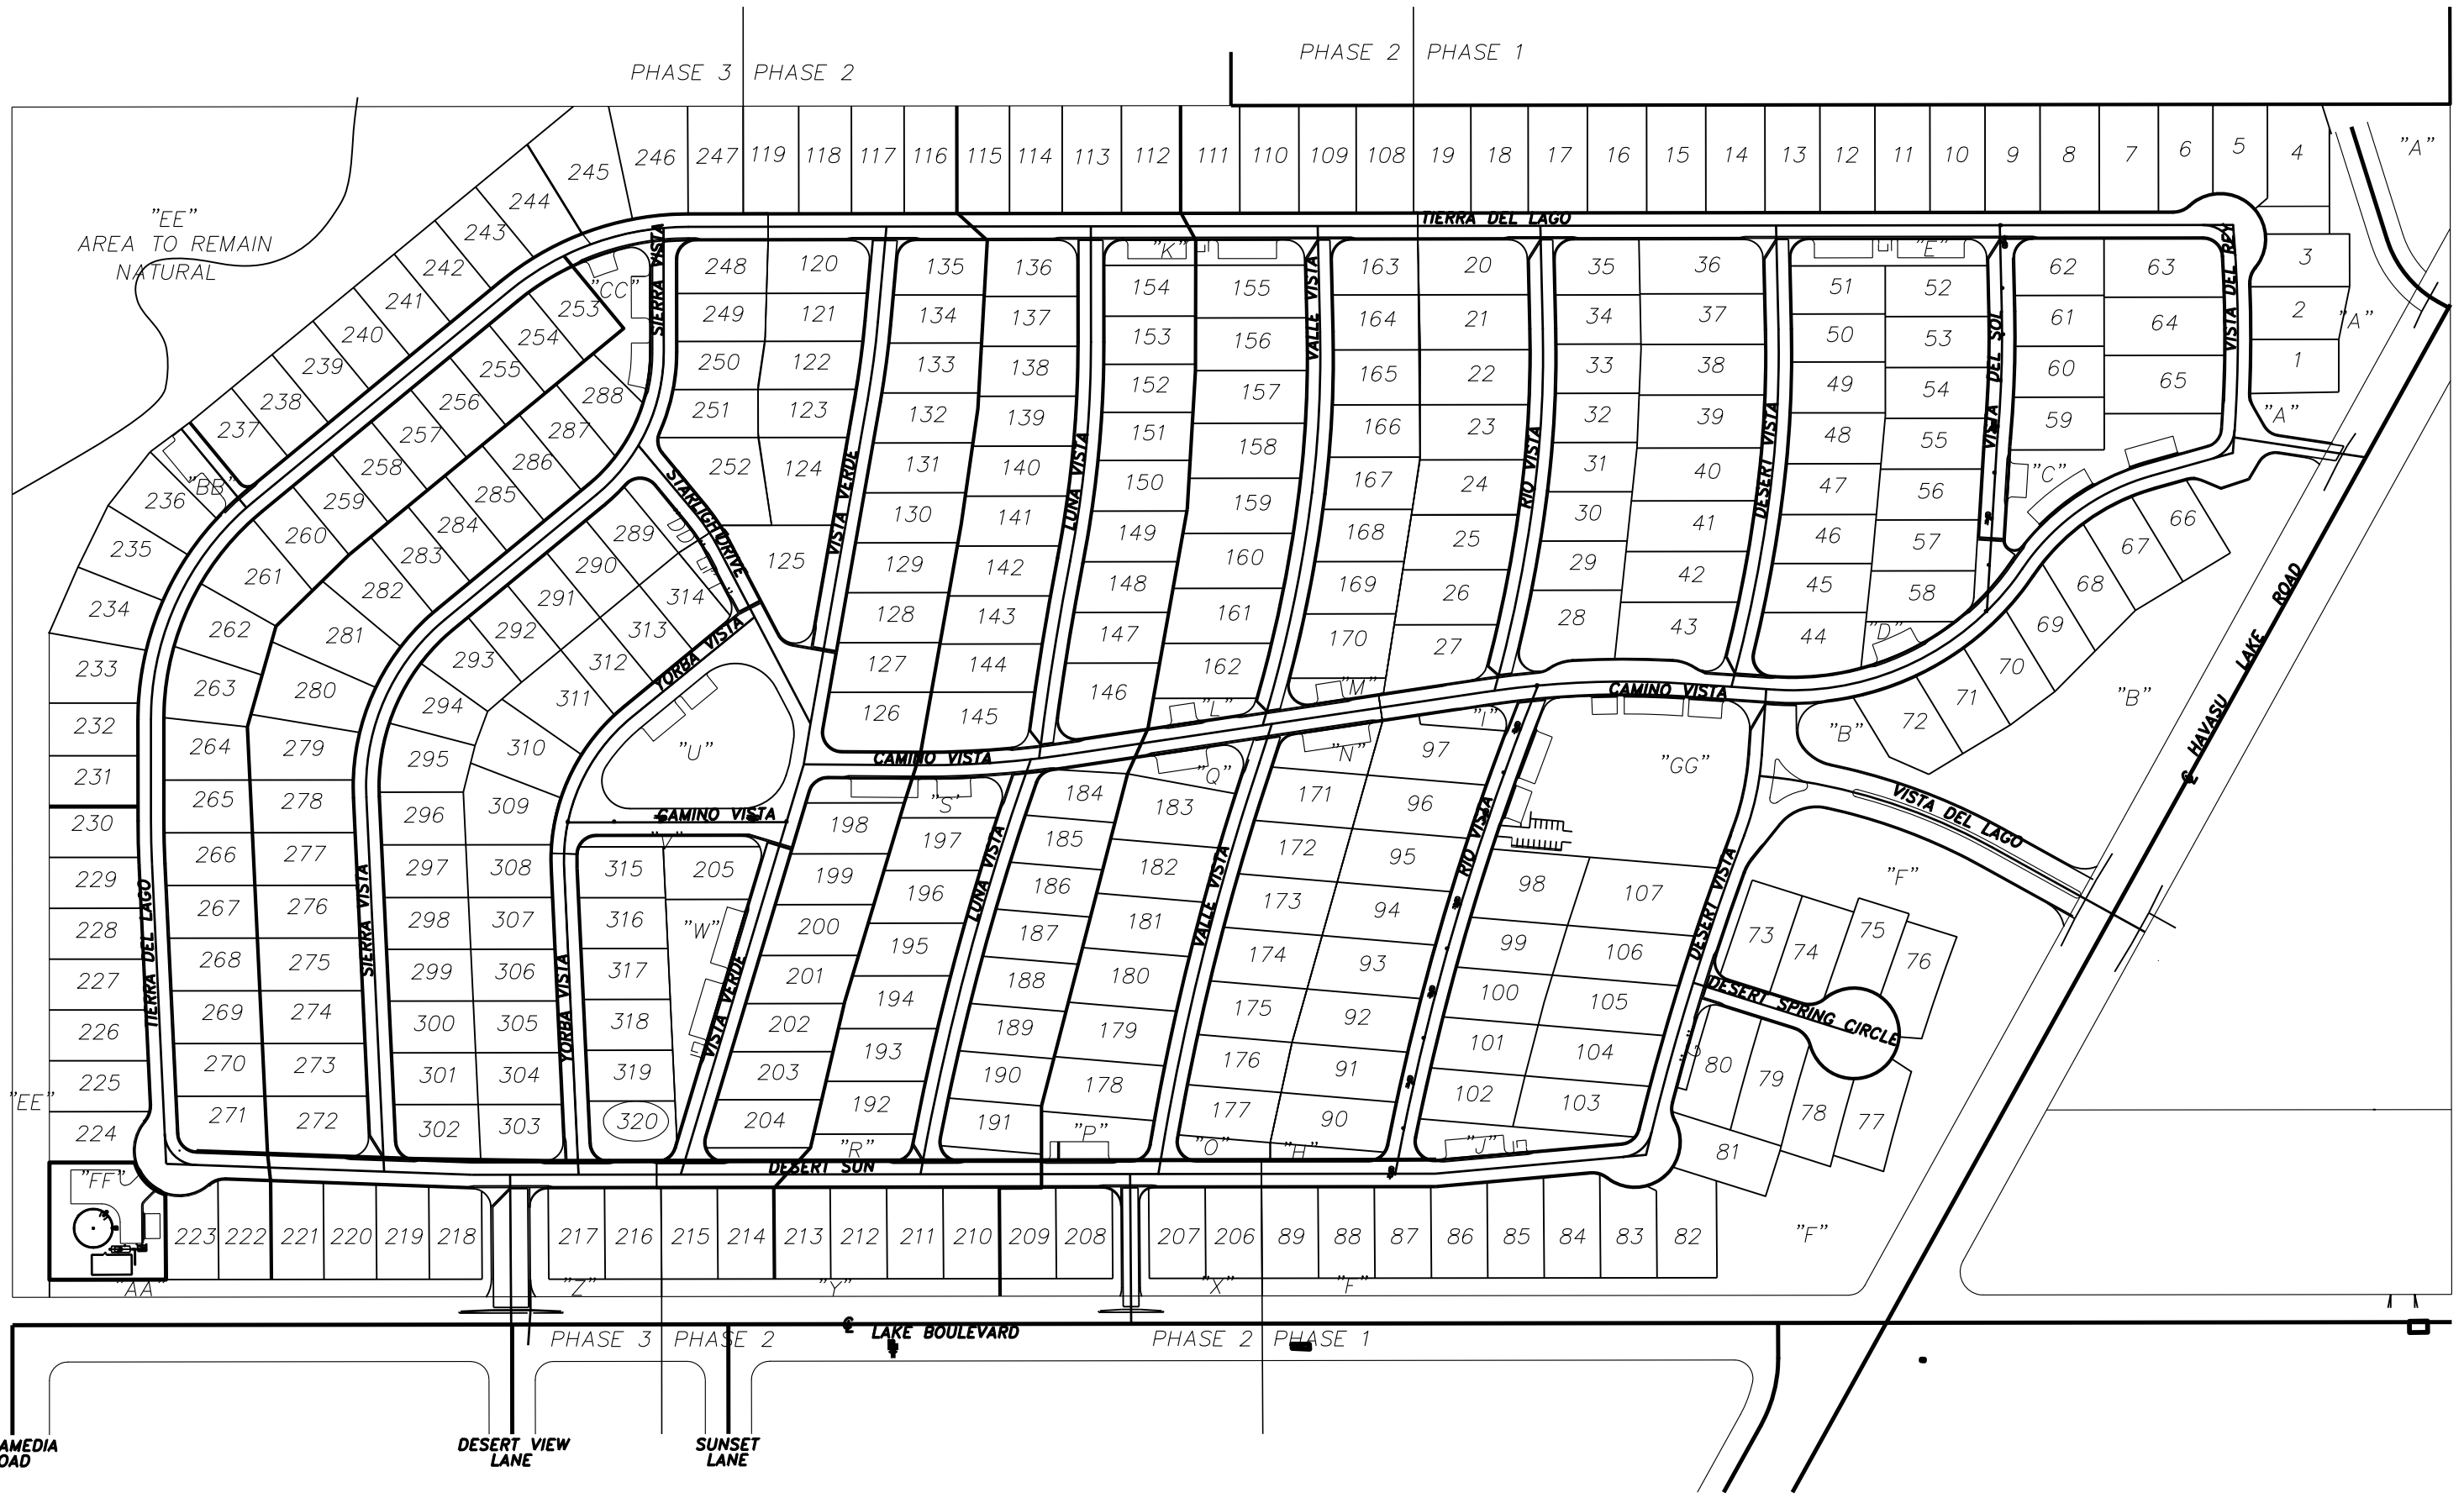 PHASE 3 PHASE 2
PHASE 2 PHASE 1
246 247 119 118 117 116 115 114 113 112 111 110 109 108 19 18 17 16 15 14 13 12 11 10 9 8 7 6 5 4 "A"
245
244
243
242
241
240
239
238
237
"EE"
AREA TO REMAIN
NATURAL
TIERRA DEL LAGO
"CC"
253
254
255
256
257
258
259
260
261
262
263
264
265
266
267
268
269
270
271
"BB"
236
235
234
233
232
231
230
229
228
227
226
225
224
"EE"
TIERRA DEL LAGO
288
287
286
285
284
283
282
281
280
279
278
277
276
275
274
273
272
SIERRA VISTA
SIERRA VISTA
248 120
249 121
250 122
251 123
252 124
125
STARLIGHT DRIVE
VISTA VERDE
"DD"
289
290
291
292
293
294
295
296
297
298
299
300
301
302
314
313
312
311
310
309
308
307
306
305
304
303
YORBA VISTA
YORBA VISTA
"U"
CAMINO VISTA
315 205
316 "W"
317
318
319
320
VISTA VERDE
135 136
134 137
133 138
132 139
131 140
130 141
129 142
128 143
127 144
126 145
LUNA VISTA
CAMINO VISTA
"K"
154 155
153 156
152 157
151 158
150 159
149 160
148 161
147 162
146 "L"
VALLE VISTA
163 20
164 21
165 22
166 23
167 24
168 25
169 26
170 27
"M"
RIO VISTA
35 36
34 37
33 38
32 39
31 40
30 41
29 42
28 43
DESERT VISTA
CAMINO VISTA
"E"
51 52
50 53
49 54
48 55
47 56
46 57
45 58
44 "D"
VISTA DEL SOL
62 63
61 64
60 65
59
"C"
VISTA DEL REY
3
2
1
"A"
"A"
66
67
68
69
70
71
72
"B"
"B"
HAVASU LAKE ROAD
198 "S"
199 197
200 196
201 195
202 194
203 193
204 192
"R"
LUNA VISTA
184 183 "Q"
185 182
186 181
187 180
188 179
189 178
190
191 "P"
VALLE VISTA
"N" 97 "I"
171 96
172 95
173 94
174 93
175 92
176 91
177 90
"O" "H"
RIO VISTA
"GG"
98 107
99 106
100 105
101 104
102 103
"J"
DESERT VISTA
VISTA DEL LAGO
"F"
73 74 75 76
DESERT SPRING CIRCLE
80 79 78 77
81
DESERT SUN
"FF"
223 222 221 220 219 218 217 216 215 214 213 212 211 210 209 208 207 206 89 88 87 86 85 84 83 82 "F"
"AA" "Z" "Y" "X" "F"
PHASE 3 PHASE 2
LAKE BOULEVARD
PHASE 2 PHASE 1
AMEDIA
OAD
DESERT VIEW
LANE
SUNSET
LANE